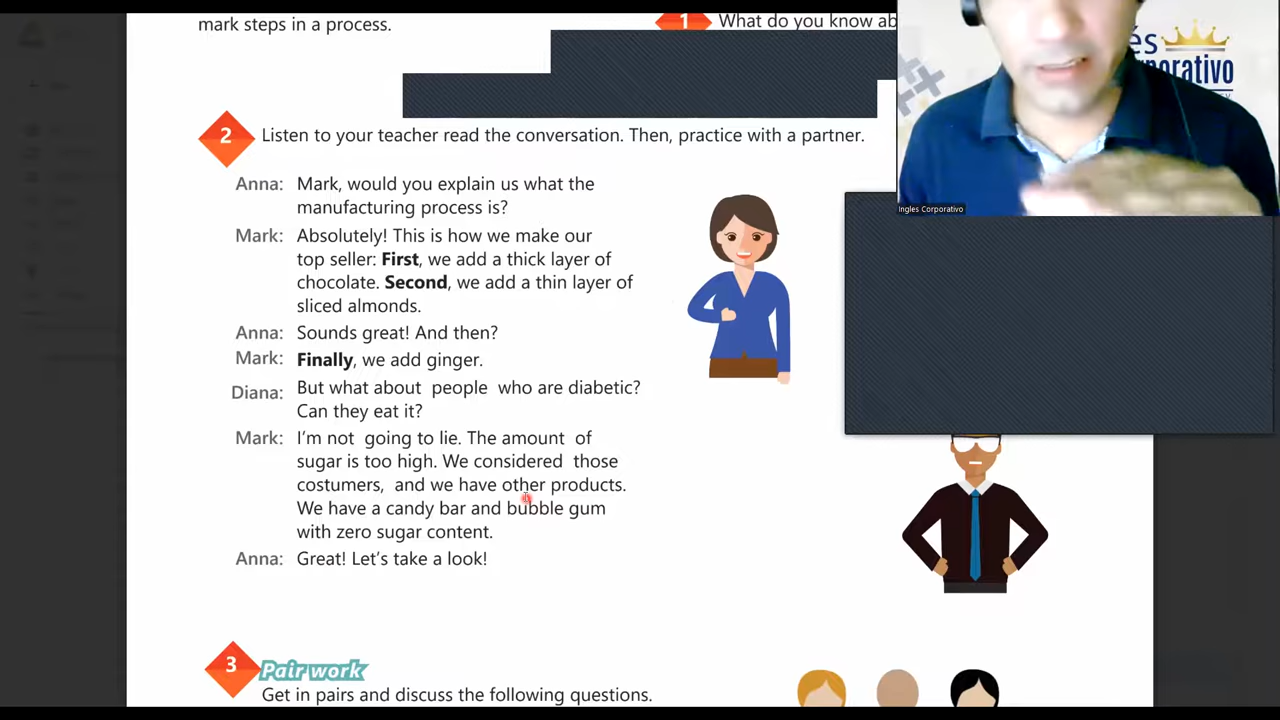 mark steps in a process.
1 What do you know ab
és
rporativo
Ingles Corporativo
2 Listen to your teacher read the conversation. Then, practice with a partner.
Anna: Mark, would you explain us what the
manufacturing process is?
Mark: Absolutely! This is how we make our
top seller: First, we add a thick layer of
chocolate. Second, we add a thin layer of
sliced almonds.
Anna: Sounds great! And then?
Mark: Finally, we add ginger.
Diana: But what about people who are diabetic?
Can they eat it?
Mark: I'm not going to lie. The amount of
sugar is too high. We considered those
costumers, and we have other products.
We have a candy bar and bubble gum
with zero sugar content.
Anna: Great! Let's take a look!
3 Pair work
Get in pairs and discuss the following questions.